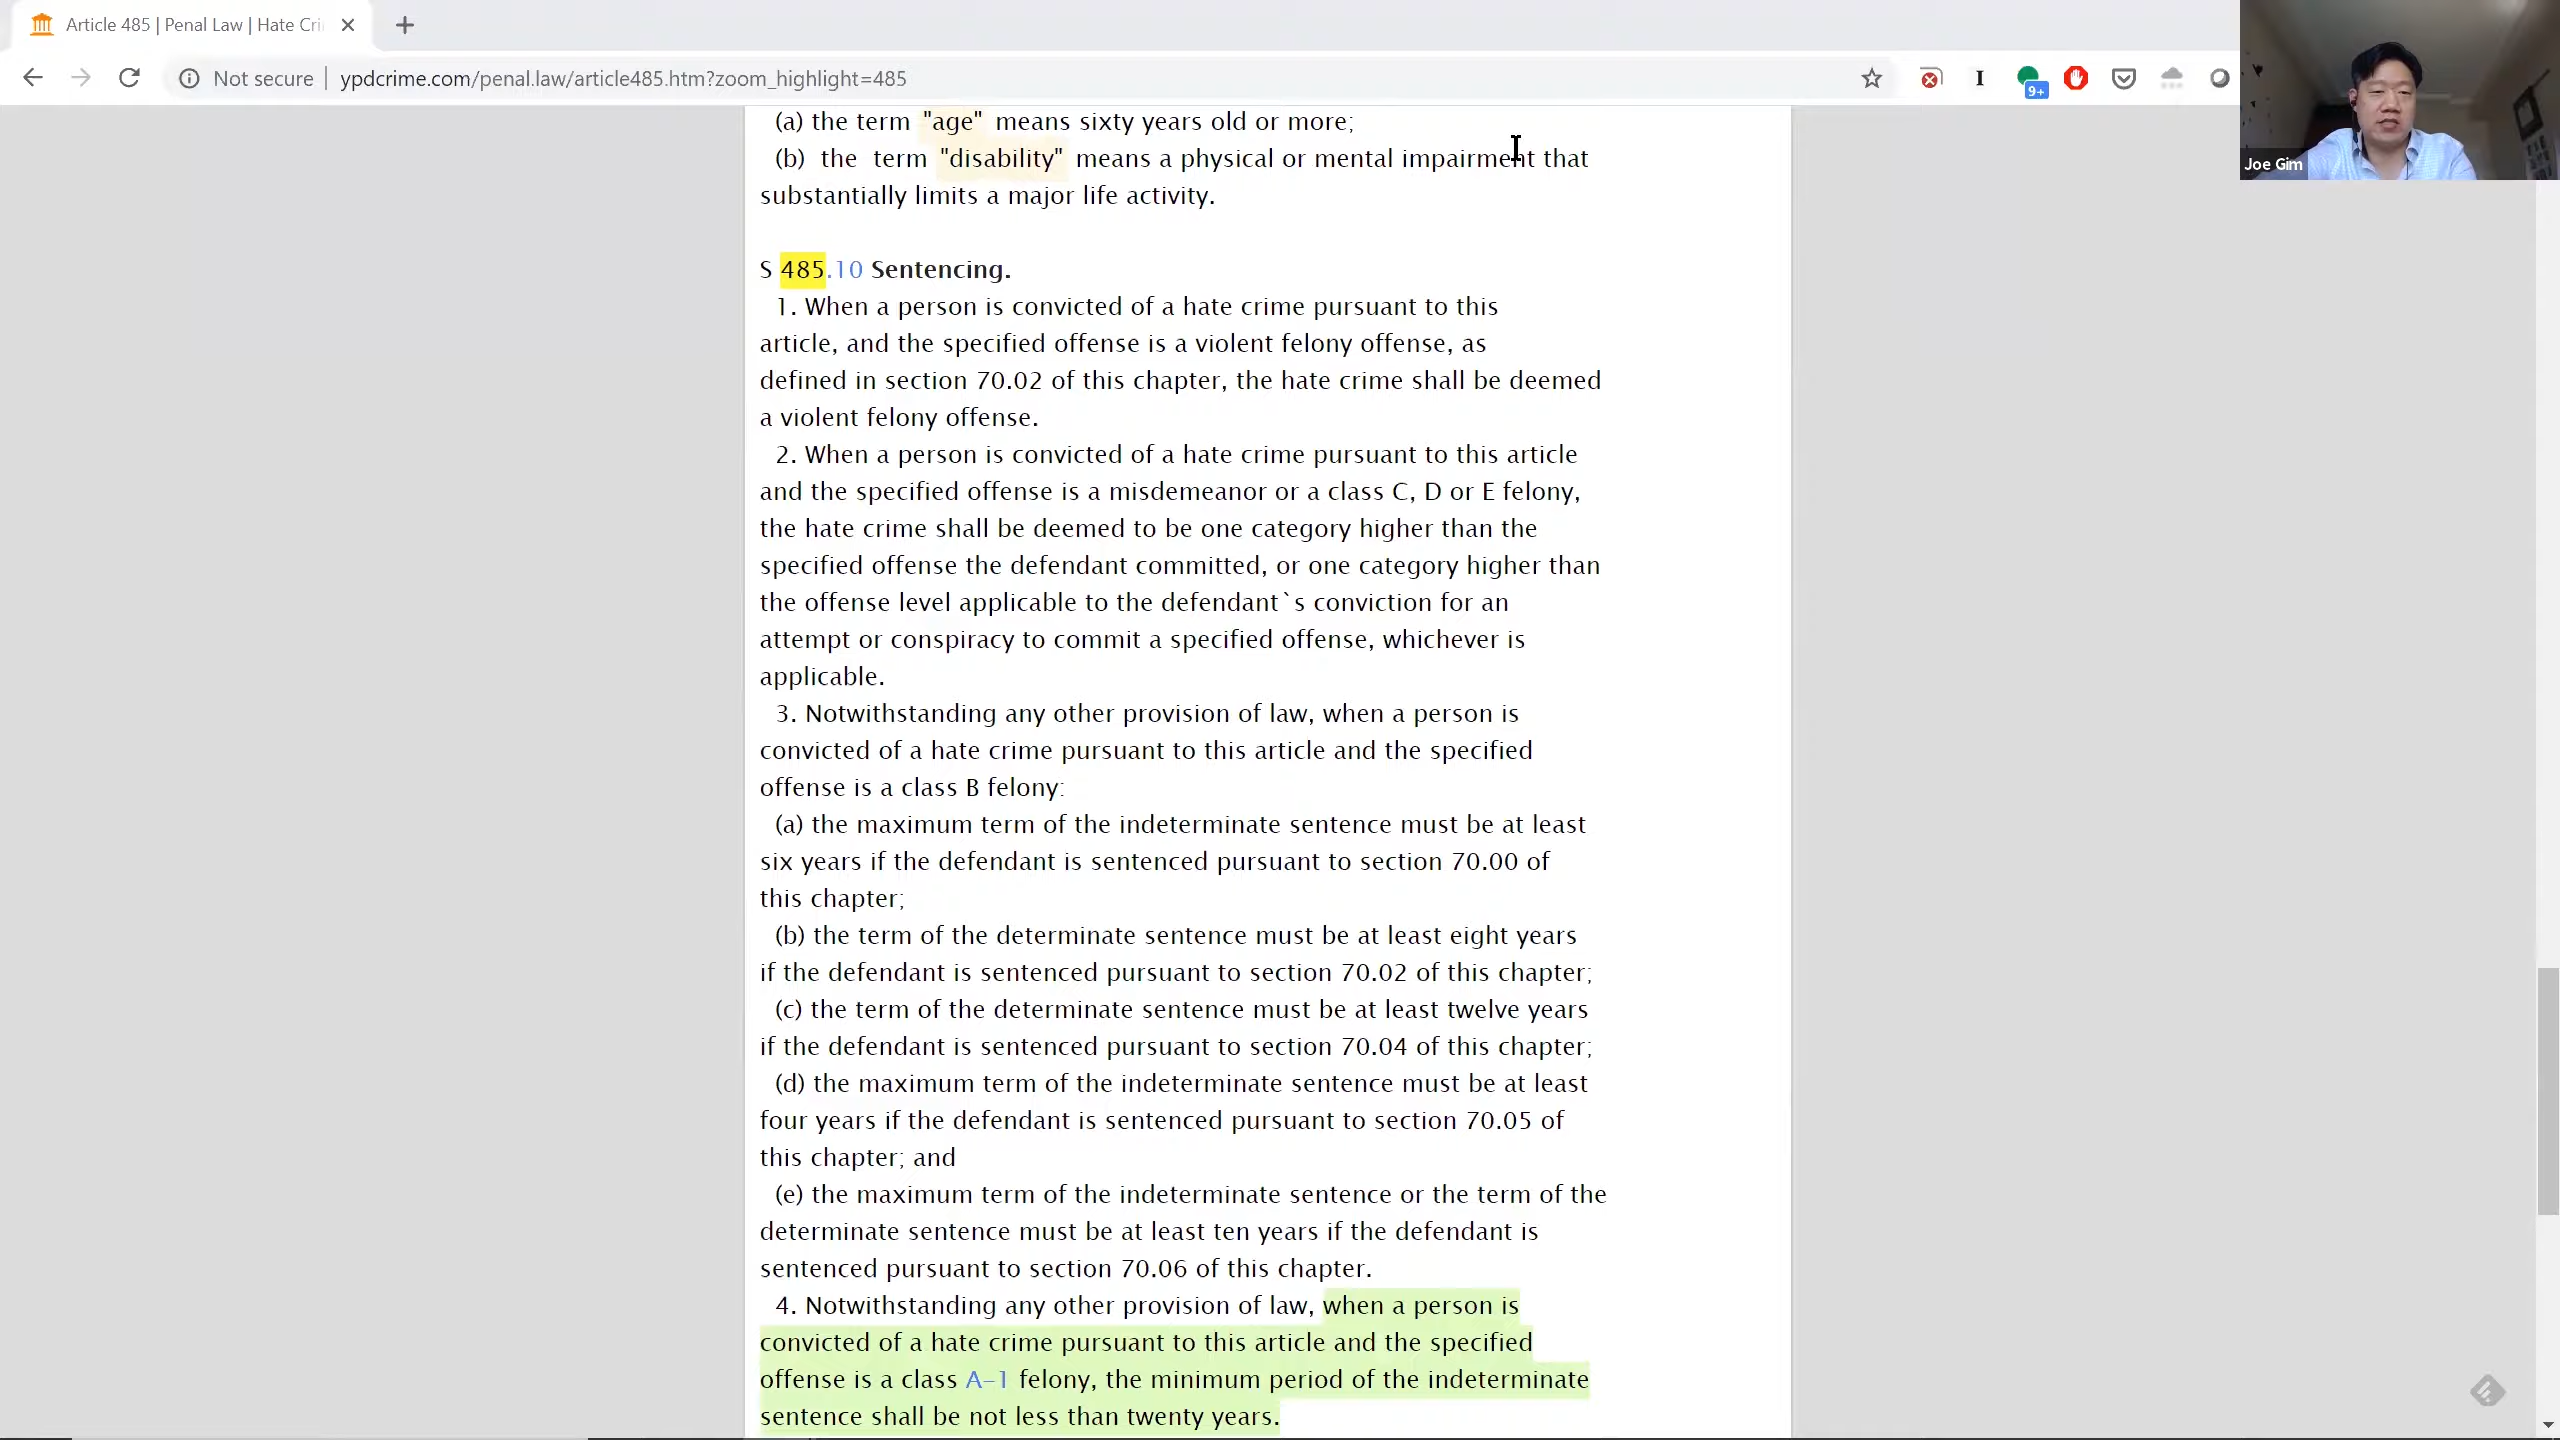 Article 485 | Penal Law | Hate Cri
Not secure | ypdcrime.com/penal.law/article485.htm?zoom_highlight=485
I
9+
Joe Gim
(a) the term "age" means sixty years old or more;
(b) the term "disability" means a physical or mental impairment that
substantially limits a major life activity.
S 485.10 Sentencing.
1. When a person is convicted of a hate crime pursuant to this
article, and the specified offense is a violent felony offense, as
defined in section 70.02 of this chapter, the hate crime shall be deemed
a violent felony offense.
2. When a person is convicted of a hate crime pursuant to this article
and the specified offense is a misdemeanor or a class C, D or E felony,
the hate crime shall be deemed to be one category higher than the
specified offense the defendant committed, or one category higher than
the offense level applicable to the defendant`s conviction for an
attempt or conspiracy to commit a specified offense, whichever is
applicable.
3. Notwithstanding any other provision of law, when a person is
convicted of a hate crime pursuant to this article and the specified
offense is a class B felony:
(a) the maximum term of the indeterminate sentence must be at least
six years if the defendant is sentenced pursuant to section 70.00 of
this chapter;
(b) the term of the determinate sentence must be at least eight years
if the defendant is sentenced pursuant to section 70.02 of this chapter;
(c) the term of the determinate sentence must be at least twelve years
if the defendant is sentenced pursuant to section 70.04 of this chapter;
(d) the maximum term of the indeterminate sentence must be at least
four years if the defendant is sentenced pursuant to section 70.05 of
this chapter; and
(e) the maximum term of the indeterminate sentence or the term of the
determinate sentence must be at least ten years if the defendant is
sentenced pursuant to section 70.06 of this chapter.
4. Notwithstanding any other provision of law, when a person is
convicted of a hate crime pursuant to this article and the specified
offense is a class A-1 felony, the minimum period of the indeterminate
sentence shall be not less than twenty years.